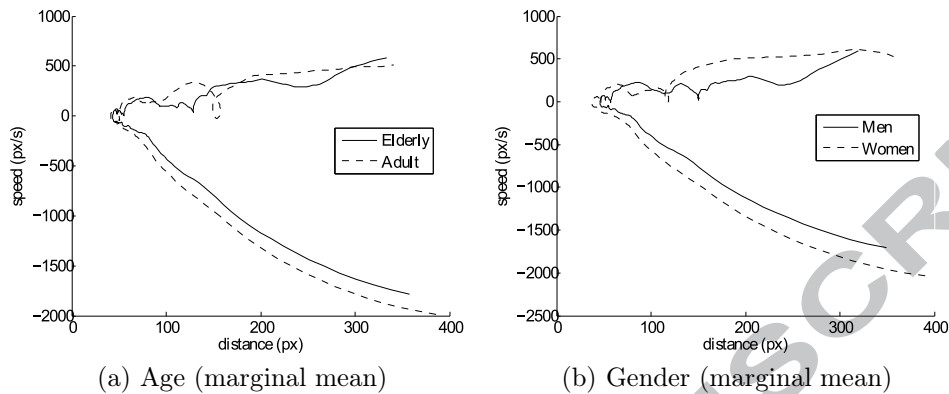 1000
500
0
−500
−1000
−1500
−2000
0
100
200
300
400
speed (px/s)
distance (px)
Elderly
Adult
(a) Age (marginal mean)
1000
500
0
−500
−1000
−1500
−2000
−2500
0
100
200
300
400
speed (px/s)
distance (px)
Men
Women
(b) Gender (marginal mean)